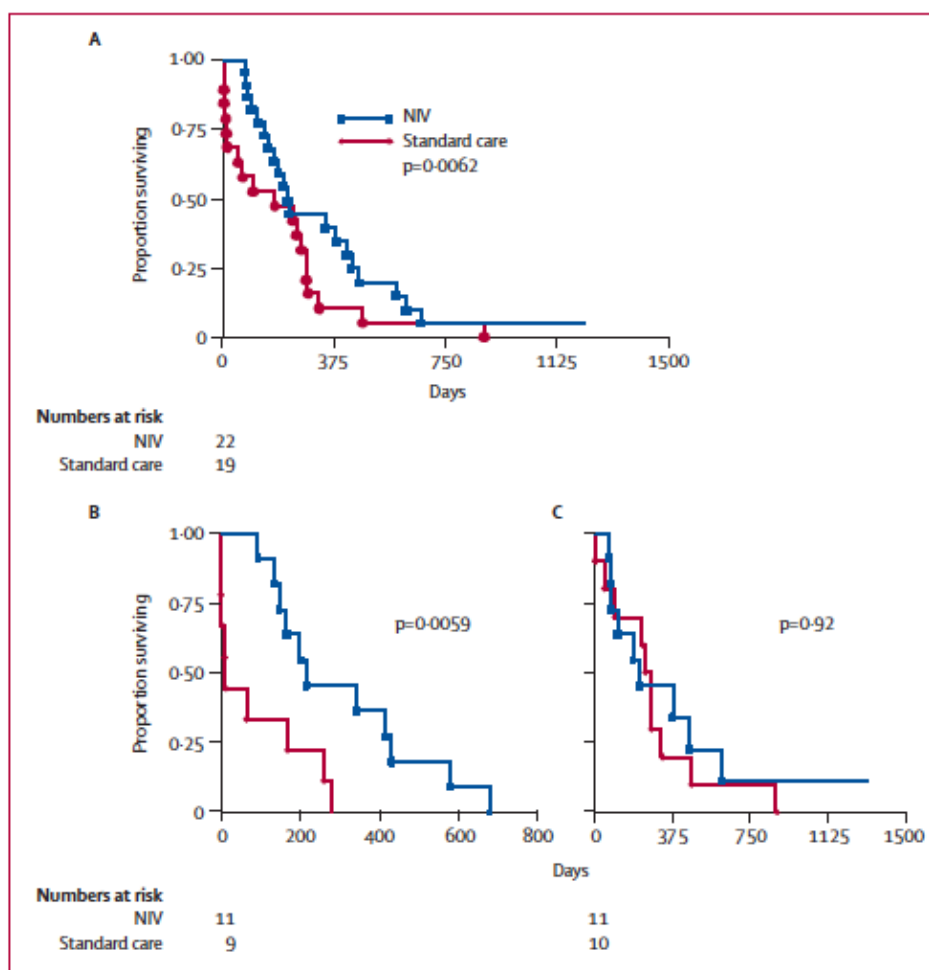 A
1·00
0·75
0·50
0·25
0
Proportion surviving
NIV
Standard care
p=0·0062
0 375 750 1125 1500
Days
Numbers at risk
NIV 22
Standard care 19
B
1·00
0·75
0·50
0·25
0
Proportion surviving
p=0·0059
0 200 400 600 800
C
p=0·92
0 375 750 1125 1500
Days
Numbers at risk
NIV 11 11
Standard care 9 10